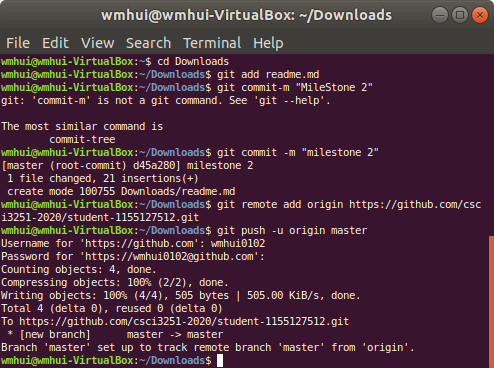 wmhui@wmhui-VirtualBox: ~/Downloads
File Edit View Search Terminal Help
wmhui@wmhui-VirtualBox:~$ cd Downloads
wmhui@wmhui-VirtualBox:~/Downloads$ git add readme.md
wmhui@wmhui-VirtualBox:~/Downloads$ git commit-m "MileStone 2"
git: 'commit-m' is not a git command. See 'git --help'.

The most similar command is
        commit-tree
wmhui@wmhui-VirtualBox:~/Downloads$ git commit -m "milestone 2"
[master (root-commit) d45a280] milestone 2
 1 file changed, 21 insertions(+)
 create mode 100755 Downloads/readme.md
wmhui@wmhui-VirtualBox:~/Downloads$ git remote add origin https://github.com/csc
i3251-2020/student-1155127512.git
wmhui@wmhui-VirtualBox:~/Downloads$ git push -u origin master
Username for 'https://github.com': wmhui0102
Password for 'https://wmhui0102@github.com':
Counting objects: 4, done.
Compressing objects: 100% (2/2), done.
Writing objects: 100% (4/4), 505 bytes | 505.00 KiB/s, done.
Total 4 (delta 0), reused 0 (delta 0)
To https://github.com/csci3251-2020/student-1155127512.git
 * [new branch]      master -> master
Branch 'master' set up to track remote branch 'master' from 'origin'.
wmhui@wmhui-VirtualBox:~/Downloads$